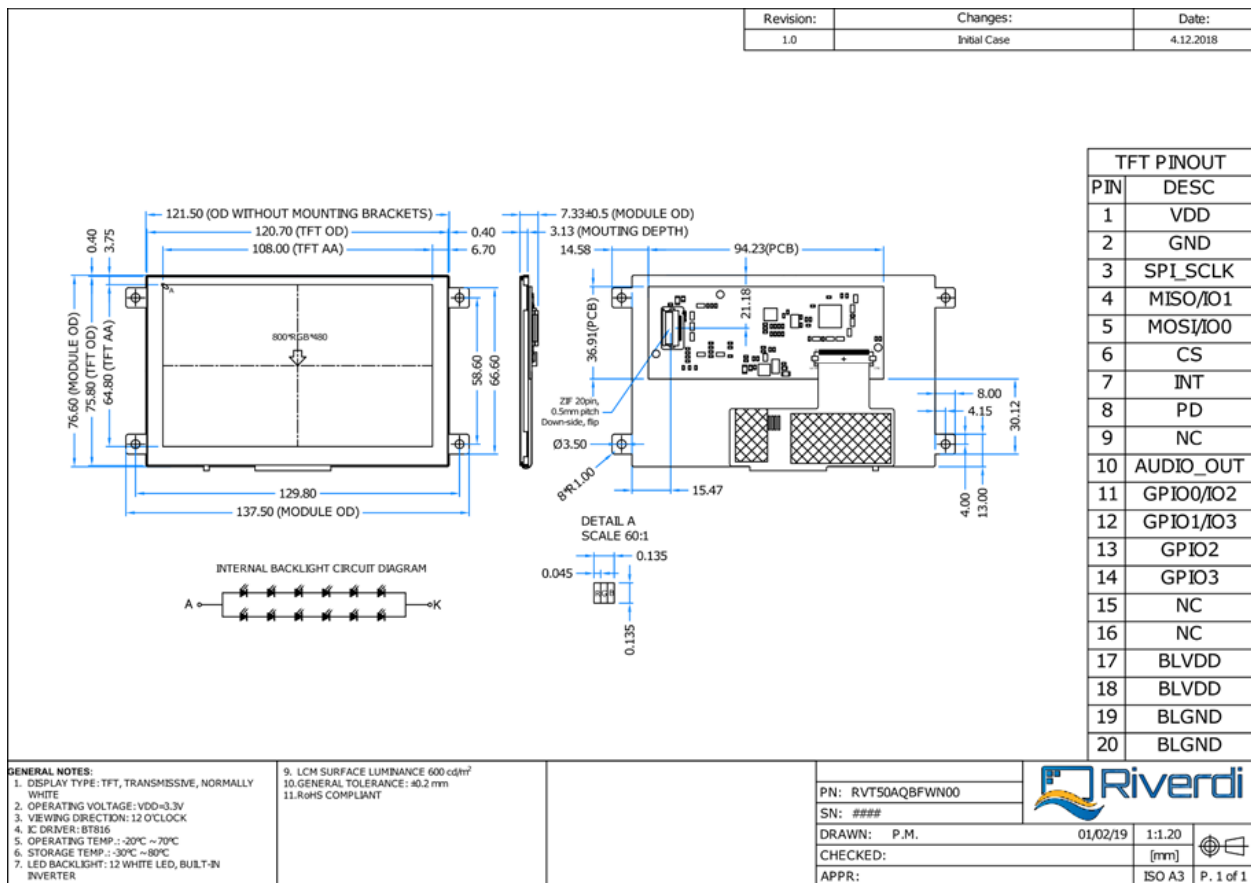 Revision: Changes: Date:
1.0 Initial Case 4.12.2018
TFT PINOUT
PIN DESC
1 VDD
2 GND
3 SPI_SCLK
4 MISO/IO1
5 MOSI/IO0
6 CS
7 INT
8 PD
9 NC
10 AUDIO_OUT
11 GPIO0/IO2
12 GPIO1/IO3
13 GPIO2
14 GPIO3
15 NC
16 NC
17 BLVDD
18 BLVDD
19 BLGND
20 BLGND
121.50 (OD WITHOUT MOUNTING BRACKETS)
120.70 (TFT OD)
108.00 (TFT AA)
0.40
3.75
0.40
6.70
76.60 (MODULE OD)
75.80 (TFT OD)
64.80 (TFT AA)
A
800*RGB*480
58.60
66.60
129.80
137.50 (MODULE OD)
7.33±0.5 (MODULE OD)
3.13 (MOUTING DEPTH)
14.58
94.23(PCB)
36.91(PCB)
21.18
ZIF 20pin,
0.5mm pitch
Down-side, flip
Ø3.50
8*R1.00
15.47
8.00
4.15
30.12
4.00
13.00
DETAIL A
SCALE 60:1
0.135
0.045
R G B
0.135
INTERNAL BACKLIGHT CIRCUIT DIAGRAM
A K
GENERAL NOTES:
1. DISPLAY TYPE: TFT, TRANSMISSIVE, NORMALLY
WHITE
2. OPERATING VOLTAGE: VDD=3.3V
3. VIEWING DIRECTION: 12 O'CLOCK
4. IC DRIVER: BT816
5. OPERATING TEMP.: -20°C ~ 70°C
6. STORAGE TEMP.: -30°C ~ 80°C
7. LED BACKLIGHT: 12 WHITE LED, BUILT-IN
INVERTER
9. LCM SURFACE LUMINANCE 600 cd/m²
10.GENERAL TOLERANCE: ±0.2 mm
11.RoHS COMPLIANT
Riverdi
PN: RVT50AQBFWN00
SN: ####
DRAWN: P.M. 01/02/19 1:1.20
CHECKED: [mm]
APPR: ISO A3 P. 1 of 1